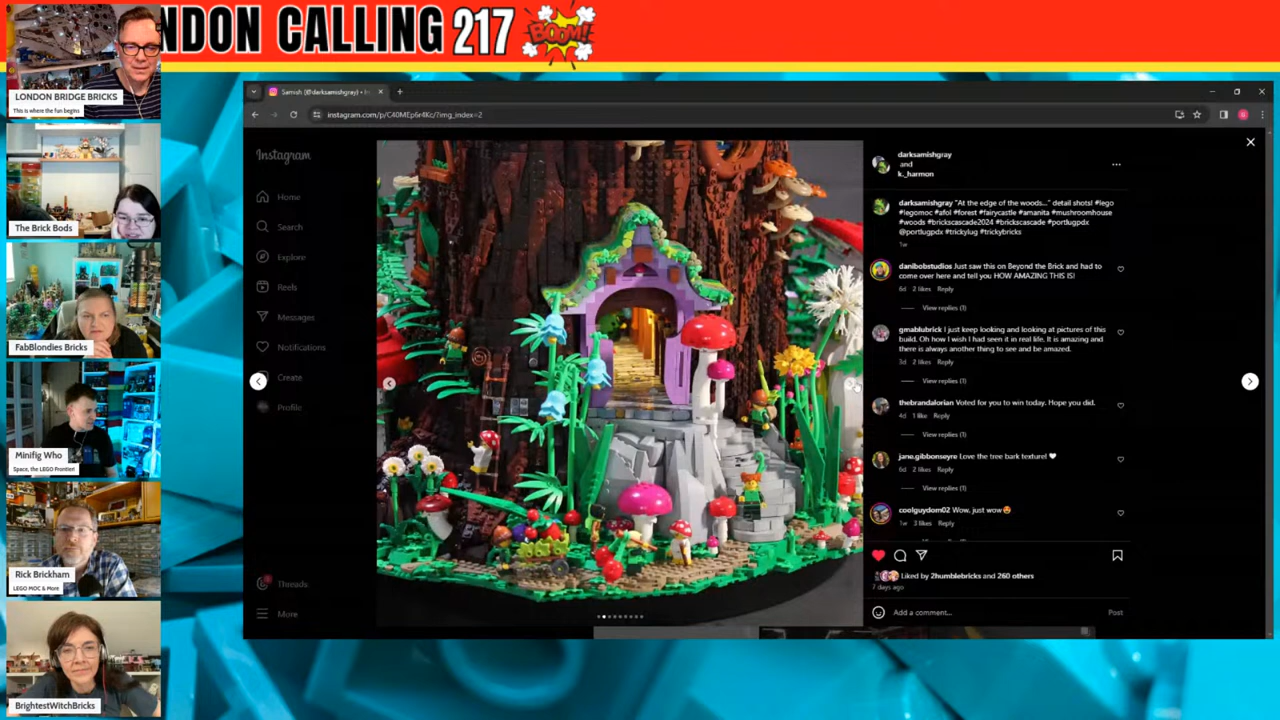 NDON CALLING 217
BOOM!
LONDON BRIDGE BRICKS
This is where the fun begins
The Brick Bods
FabBlondies Bricks
Minifig Who
Space, the LEGO Frontier!
Rick Brickham
LEGO MOC & More
BrightestWitchBricks
Samish (@darksamishgray) • In
instagram.com/p/C40MEp6r4Kc/?img_index=2
Instagram
Home
Search
Explore
Reels
Messages
Notifications
Create
Profile
Threads
More
darksamishgray
and
k._harmon
darksamishgray "At the edge of the woods..." detail shots! #lego
#legomoc #afol #forest #fairycastle #amanita #mushroomhouse
#woods #brickscascade2024 #brickscascade #portlugpdx
@portlugpdx #trickylug #trickybricks
1w
danibobstudios Just saw this on Beyond the Brick and had to
come over here and tell you HOW AMAZING THIS IS!
6d 2 likes Reply
View replies (1)
gmablubrick I just keep looking and looking at pictures of this
build. Oh how I wish I had seen it in real life. It is amazing and
there is always another thing to see and be amazed.
3d 2 likes Reply
View replies (1)
thebrandalorian Voted for you to win today. Hope you did.
4d 1 like Reply
View replies (1)
jane.gibbonseyre Love the tree bark texture! 🤍
6d 2 likes Reply
View replies (1)
coolguydom02 Wow, just wow😍
1w 3 likes Reply
Liked by 2humblebricks and 260 others
7 days ago
Add a comment...
Post